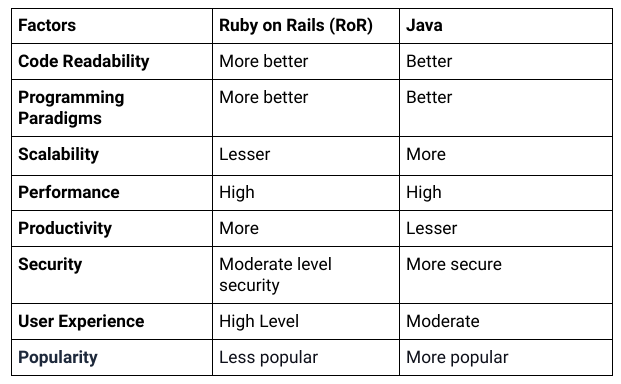 Factors Ruby on Rails (RoR) Java
Code Readability More better Better
Programming More better Better
Paradigms
Scalability Lesser More
Performance High High
Productivity More Lesser
Security Moderate level More secure
security
User Experience High Level Moderate
Popularity Less popular More popular